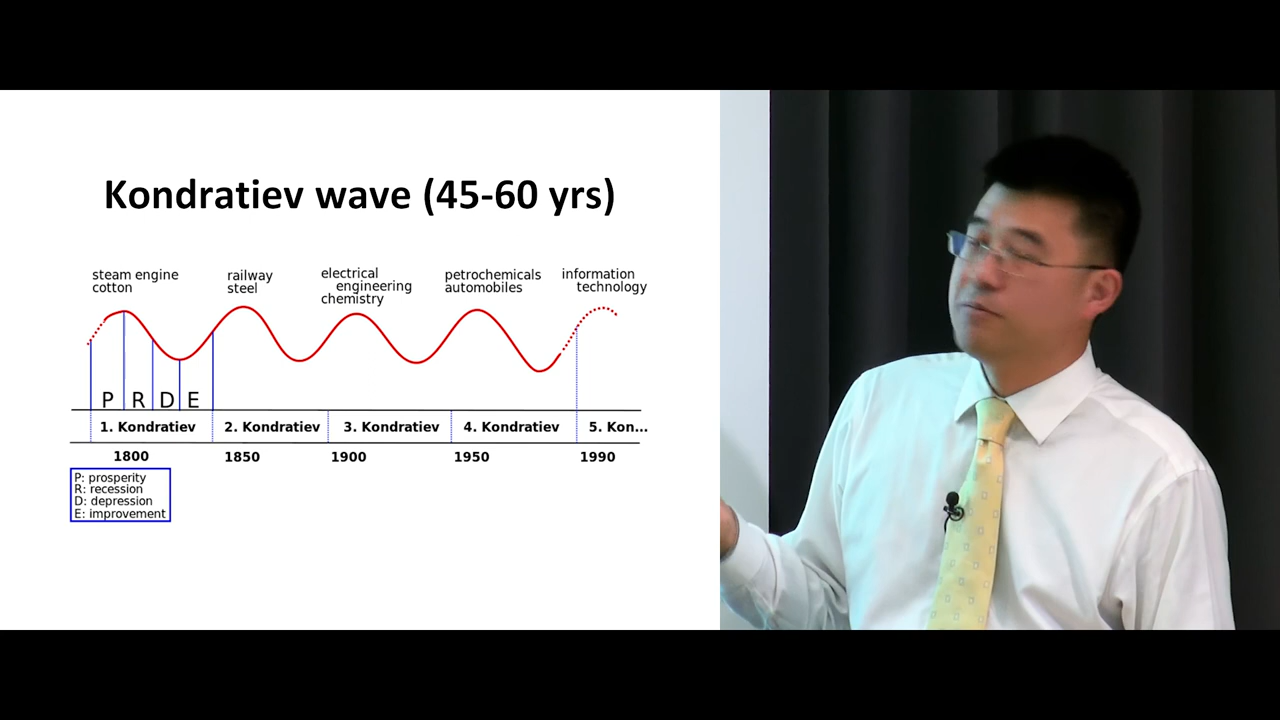 Kondratiev wave (45-60 yrs)
steam engine
cotton
railway
steel
electrical
engineering
chemistry
petrochemicals
automobiles
information
technology
P R D E
1. Kondratiev
2. Kondratiev
3. Kondratiev
4. Kondratiev
5. Kon...
1800
1850
1900
1950
1990
P: prosperity
R: recession
D: depression
E: improvement